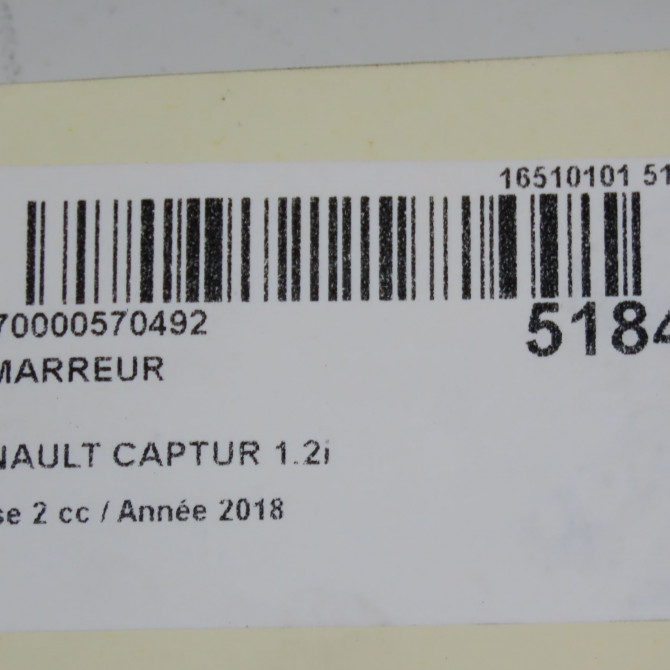 16510101 51
70000570492
5184
MARREUR
NAULT CAPTUR 1.2i
se 2 cc / Année 2018